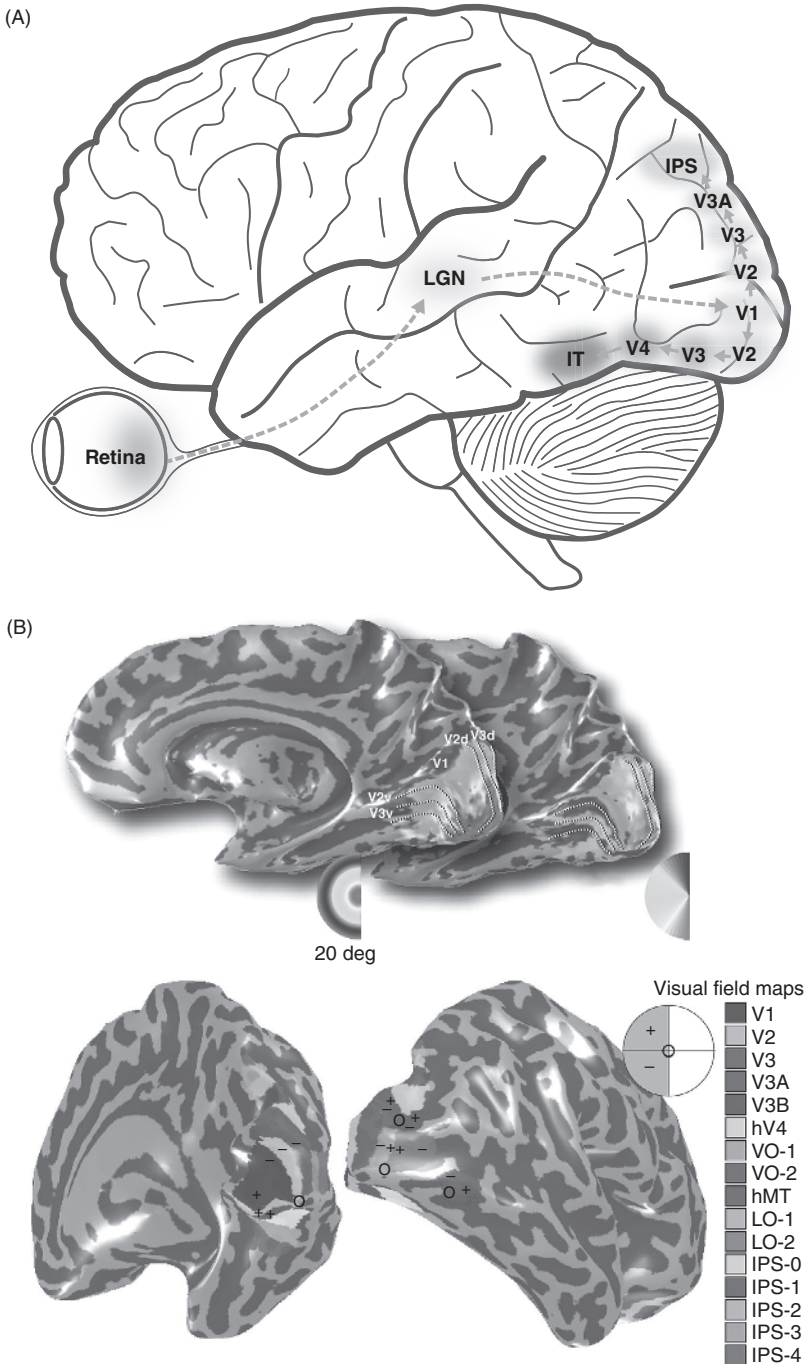 (A)
IPS
V3A
V3
V2
LGN
V1
IT
V4
V3
V2
Retina
(B)
V2d
V3d
V1
V2v
V3v
20 deg
Visual field maps
+
–
O
V1
V2
V3
V3A
V3B
hV4
VO-1
VO-2
hMT
LO-1
LO-2
IPS-0
IPS-1
IPS-2
IPS-3
IPS-4
– – –
+
++
O
+
– +
O –
– ++ –
O
–
O +